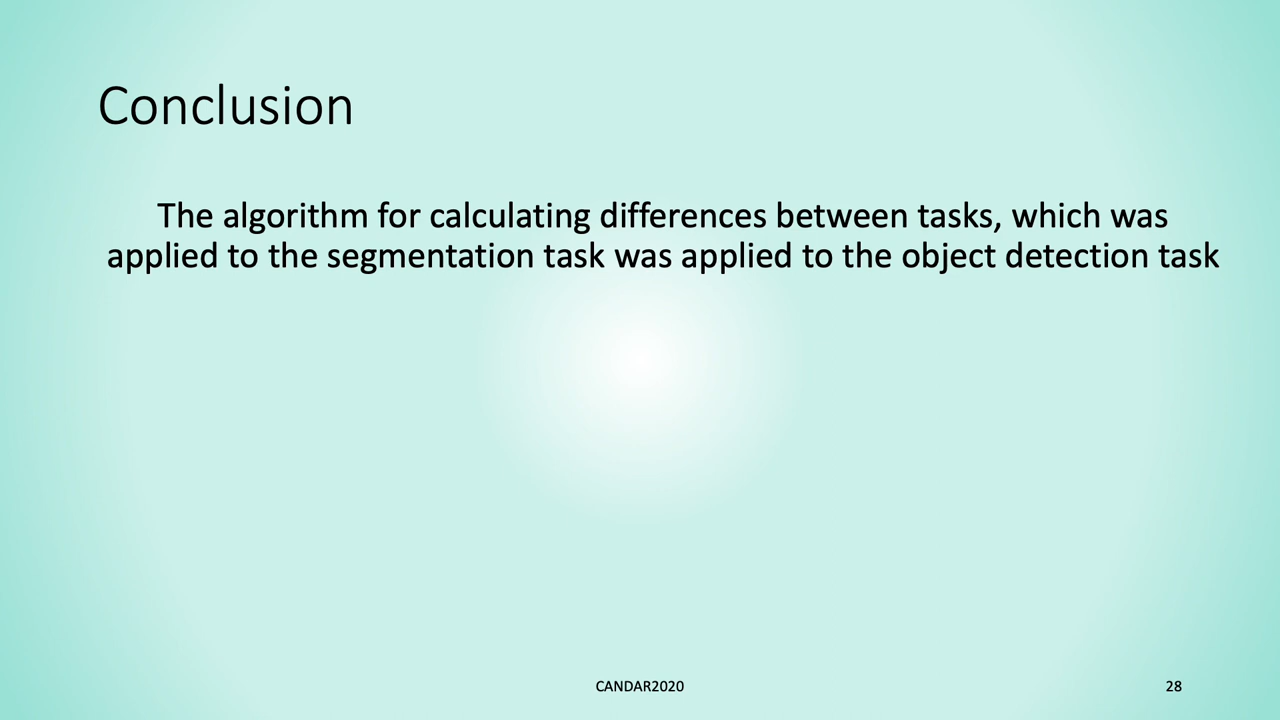 Conclusion
The algorithm for calculating differences between tasks, which was
applied to the segmentation task was applied to the object detection task
CANDAR2020
28